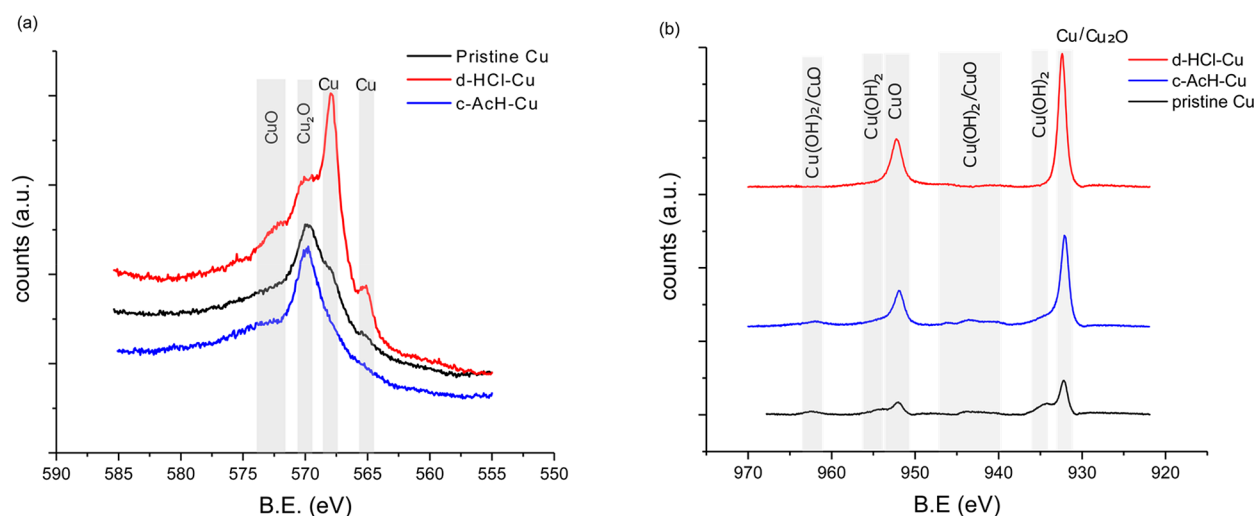 (a)
Pristine Cu
d-HCl-Cu
c-AcH-Cu
CuO
Cu₂O
Cu
Cu
counts (a.u.)
590
585
580
575
570
565
560
555
550
B.E. (eV)
(b)
Cu/Cu₂O
d-HCl-Cu
c-AcH-Cu
pristine Cu
Cu(OH)₂/CuO
Cu(OH)₂
CuO
Cu(OH)₂/CuO
Cu(OH)₂
counts (a.u.)
970
960
950
940
930
920
B.E (eV)